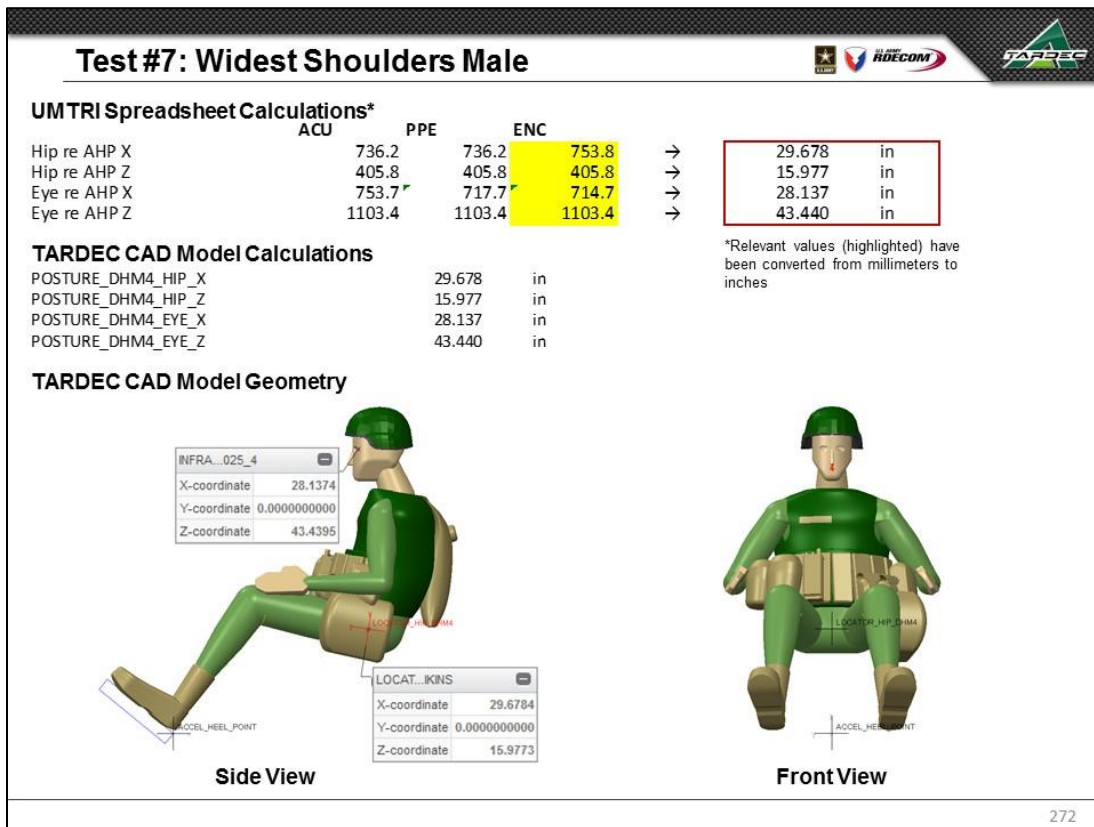 Test #7: Widest Shoulders Male
U.S. ARMY
U.S. ARMY RDECOM
TARDEC
UMTRI Spreadsheet Calculations*
ACU PPE ENC
Hip re AHP X 736.2 736.2 753.8 → 29.678 in
Hip re AHP Z 405.8 405.8 405.8 → 15.977 in
Eye re AHP X 753.7 717.7 714.7 → 28.137 in
Eye re AHP Z 1103.4 1103.4 1103.4 → 43.440 in
*Relevant values (highlighted) have
been converted from millimeters to
inches
TARDEC CAD Model Calculations
POSTURE_DHM4_HIP_X 29.678 in
POSTURE_DHM4_HIP_Z 15.977 in
POSTURE_DHM4_EYE_X 28.137 in
POSTURE_DHM4_EYE_Z 43.440 in
TARDEC CAD Model Geometry
INFRA...025_4
X-coordinate 28.1374
Y-coordinate 0.0000000000
Z-coordinate 43.4395
LOCATOR_HIP_DHM4
LOCATOR_HIP_DHM4
LOCAT...IKINS
X-coordinate 29.6784
Y-coordinate 0.0000000000
Z-coordinate 15.9773
ACCEL_HEEL_POINT
ACCEL_HEEL_POINT
Side View
Front View
272